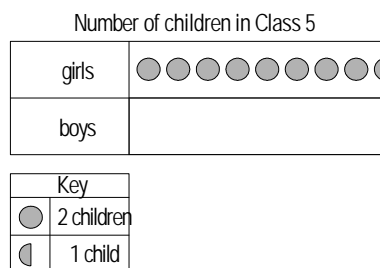 Number of children in Class 5
girls
boys
Key
2 children
1 child